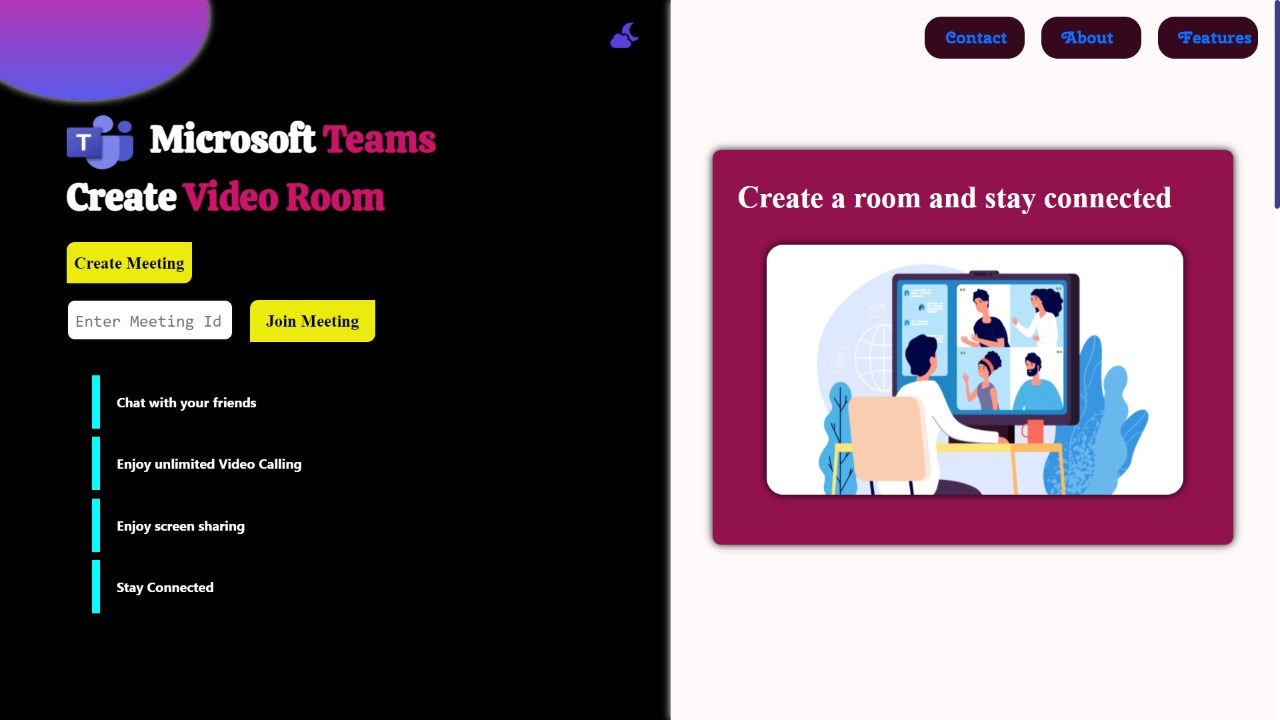 Contact
About
Features
T
Microsoft Teams
Create Video Room
Create Meeting
Enter Meeting Id
Join Meeting
Chat with your friends
Enjoy unlimited Video Calling
Enjoy screen sharing
Stay Connected
Create a room and stay connected